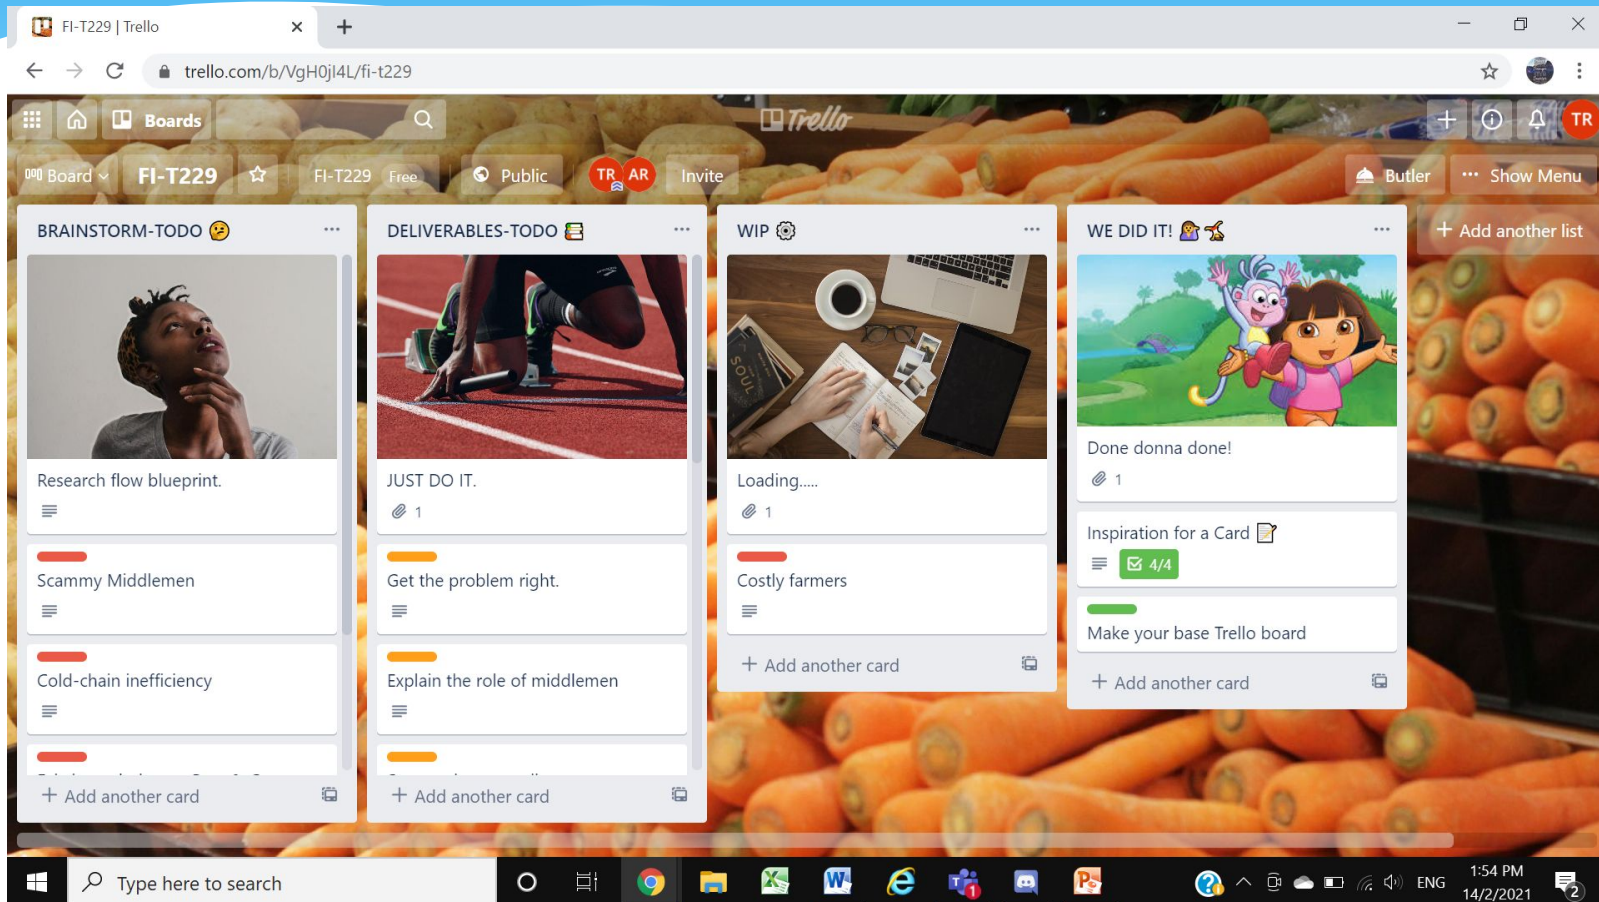 FI-T229 | Trello
trello.com/b/VgH0jI4L/fi-t229
Boards
Trello
TR
Board
FI-T229
FI-T229 Free
Public
TR AR
Invite
Butler
Show Menu
BRAINSTORM-TODO
Research flow blueprint.
Scammy Middlemen
Cold-chain inefficiency
+ Add another card
DELIVERABLES-TODO
JUST DO IT.
1
Get the problem right.
Explain the role of middlemen
+ Add another card
WIP
SOUL
Loading.....
1
Costly farmers
+ Add another card
WE DID IT!
Done donna done!
1
Inspiration for a Card
4/4
Make your base Trello board
+ Add another card
+ Add another list
Type here to search
1
ENG
1:54 PM
14/2/2021
2